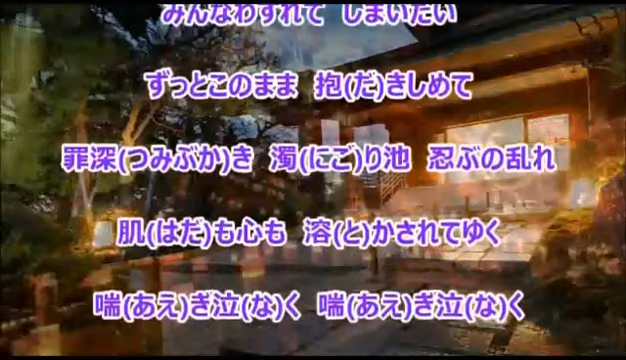 みんなわすれて　しまいたい
ずっとこのまま　抱(だ)きしめて
罪深(つみぶか)き　濁(にご)り池　忍ぶの乱れ
肌(はだ)も心も　溶(と)かされてゆく
喘(あえ)ぎ泣(な)く　喘(あえ)ぎ泣(な)く